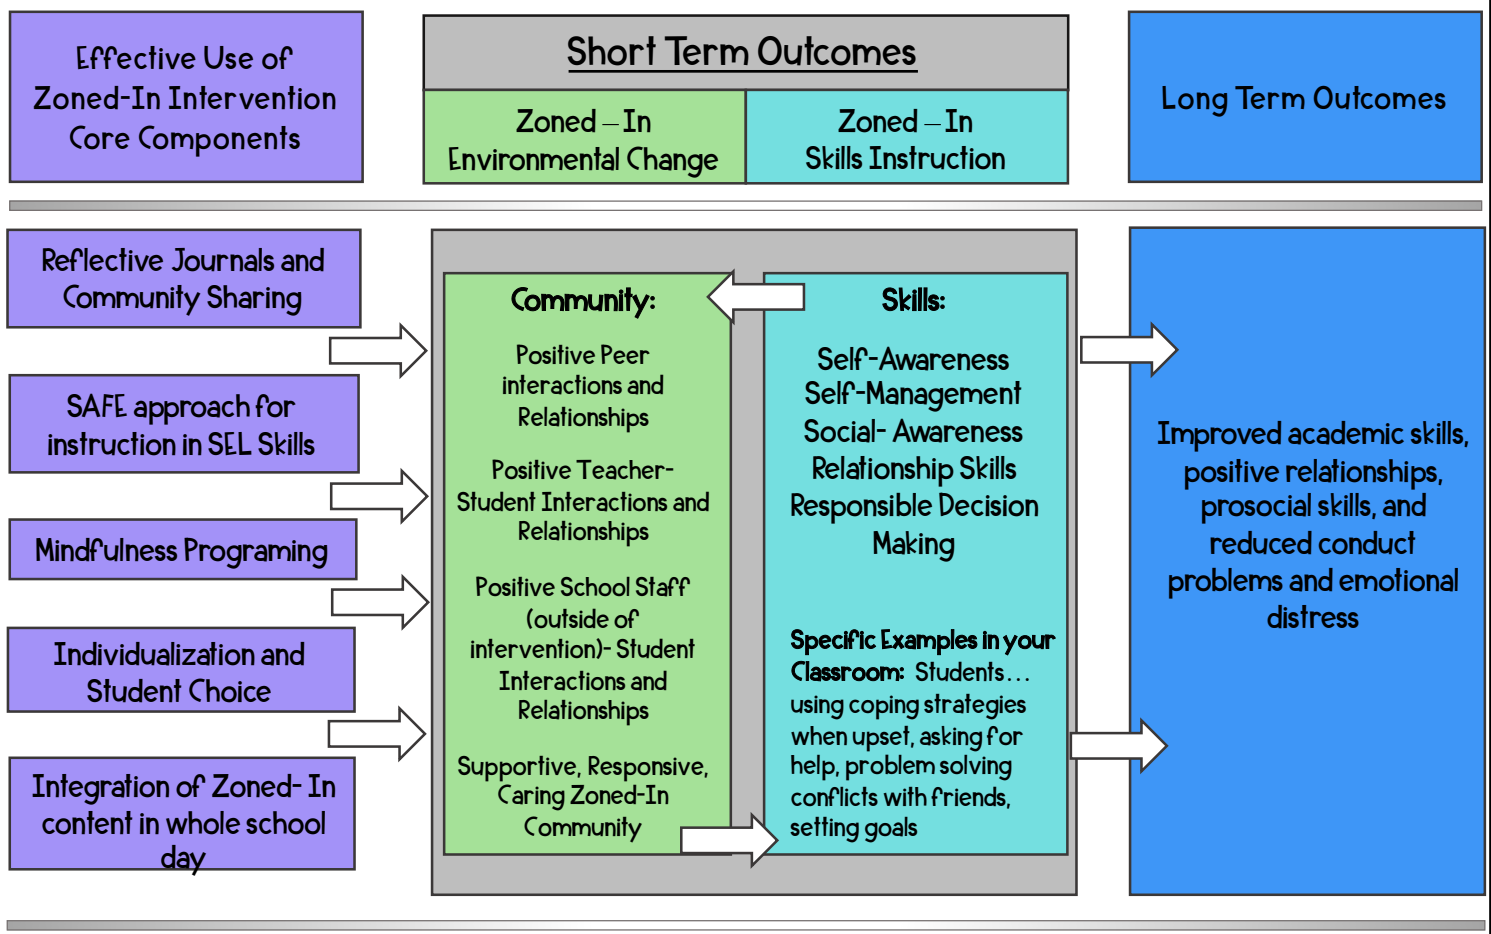 Effective Use of
Zoned-In Intervention
Core Components
Short Term Outcomes
Zoned – In
Environmental Change
Zoned – In
Skills Instruction
Long Term Outcomes
Reflective Journals and
Community Sharing
SAFE approach for
instruction in SEL Skills
Mindfulness Programing
Individualization and
Student Choice
Integration of Zoned- In
content in whole school
day
Community:
Positive Peer
interactions and
Relationships
Positive Teacher-
Student Interactions and
Relationships
Positive School Staff
(outside of
intervention)- Student
Interactions and
Relationships
Supportive, Responsive,
Caring Zoned-In
Community
Skills:
Self-Awareness
Self-Management
Social- Awareness
Relationship Skills
Responsible Decision
Making
Specific Examples in your
Classroom: Students...
using coping strategies
when upset, asking for
help, problem solving
conflicts with friends,
setting goals
Improved academic skills,
positive relationships,
prosocial skills, and
reduced conduct
problems and emotional
distress